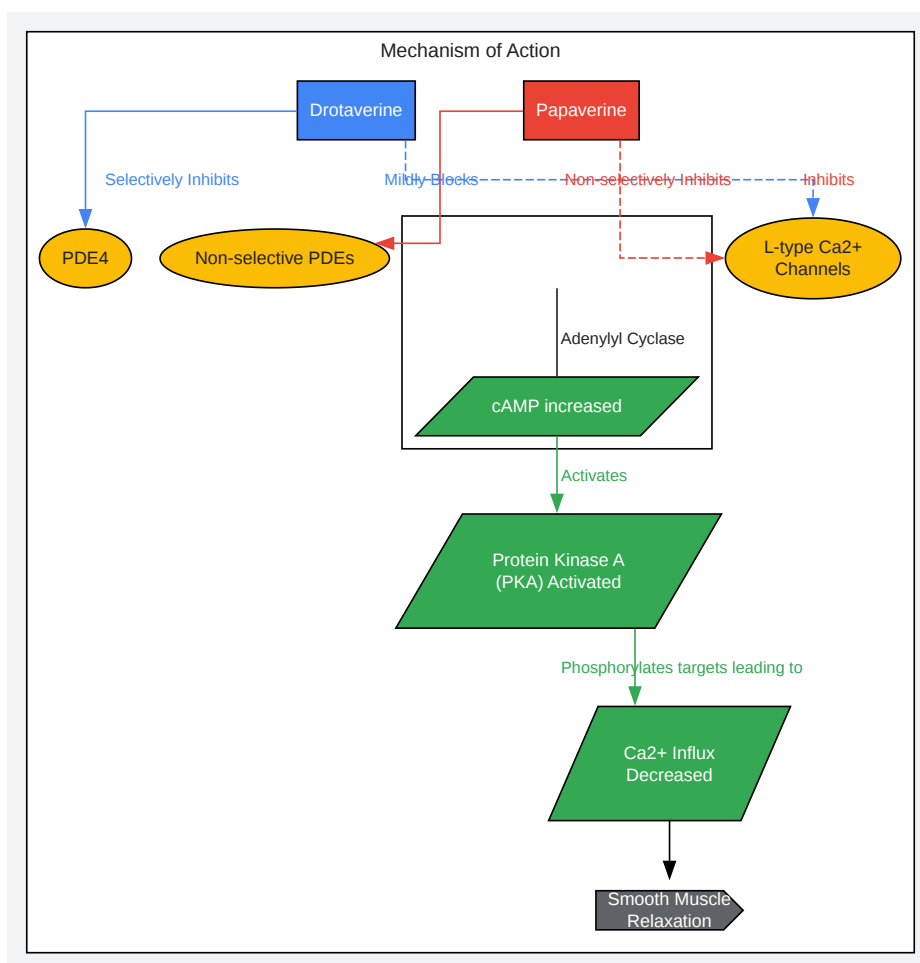 Mechanism of Action
Drotaverine
Papaverine
Selectively Inhibits
Mildly Blocks
Non-selectively Inhibits
Inhibits
PDE4
Non-selective PDEs
L-type Ca2+
Channels
Adenylyl Cyclase
cAMP increased
Activates
Protein Kinase A
(PKA) Activated
Phosphorylates targets leading to
Ca2+ Influx
Decreased
Smooth Muscle
Relaxation